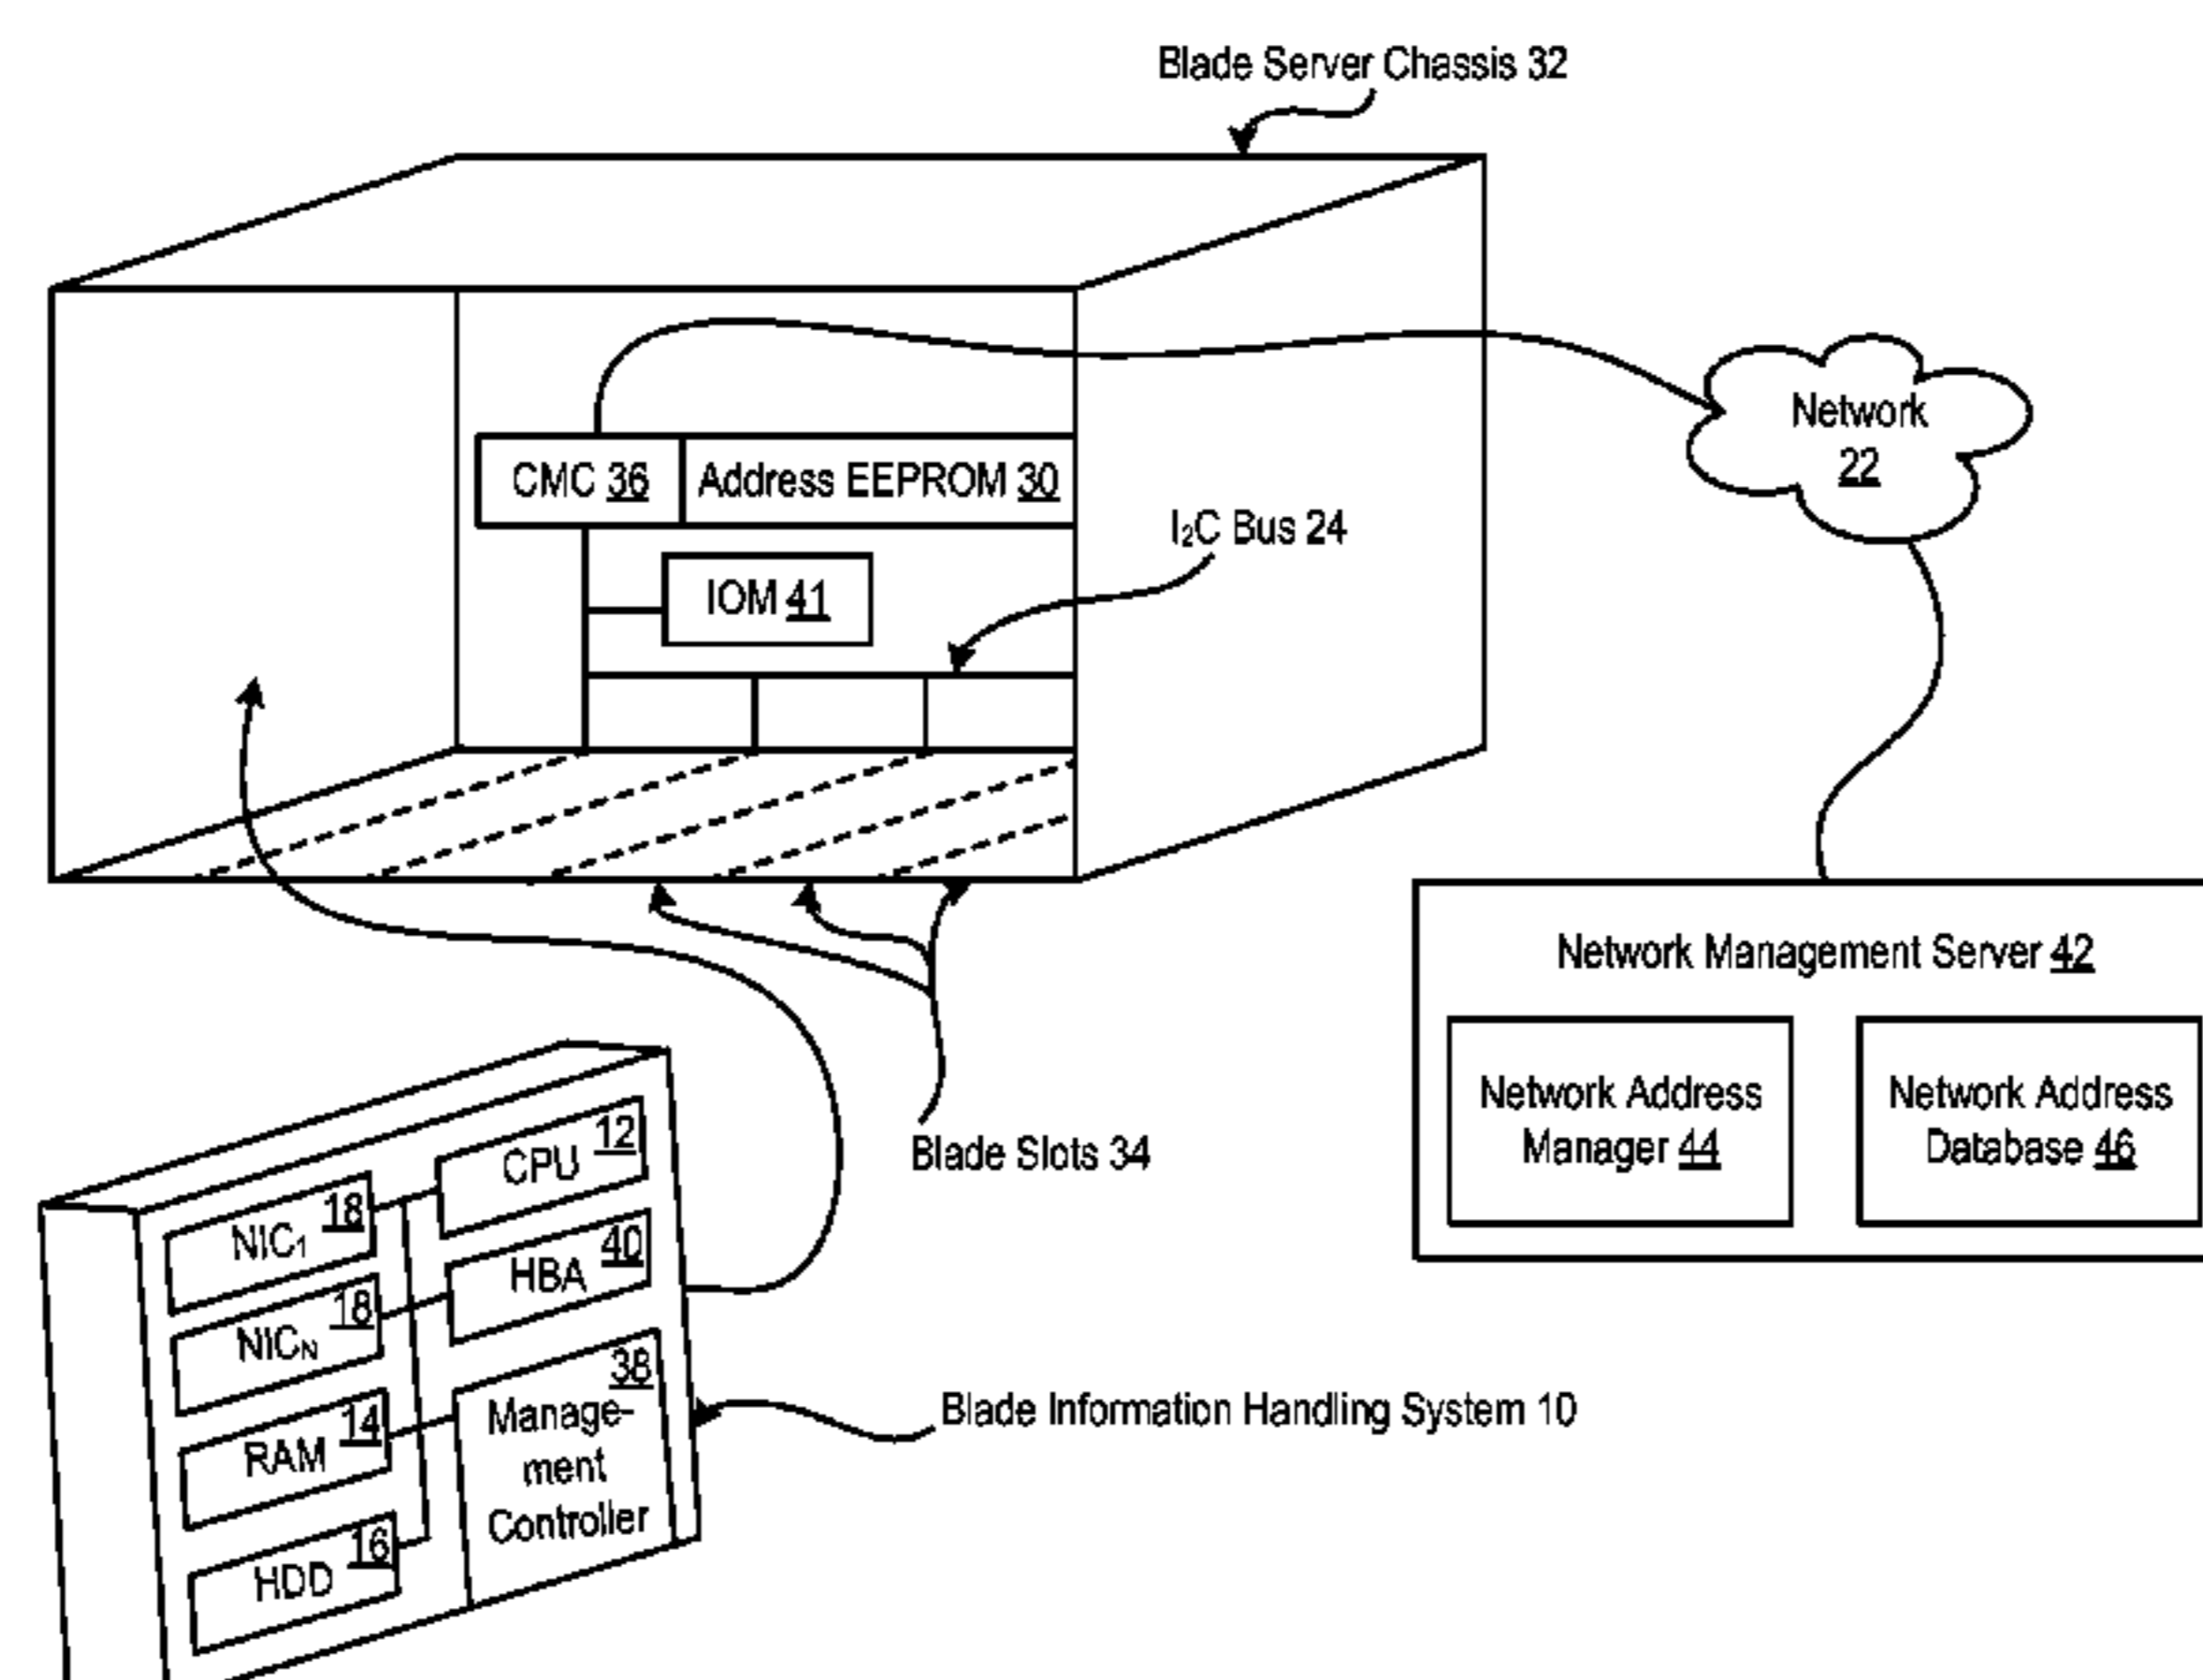 Blade Server Chassis 32
Network
22
CMC 36
Address EEPROM 30
I₂C Bus 24
IOM 41
Network Management Server 42
Network Address
Manager 44
Network Address
Database 46
Blade Slots 34
CPU 12
NIC₁ 18
HBA 40
NICN 18
38
Manage-
ment
Controller
RAM 14
HDD 16
Blade Information Handling System 10